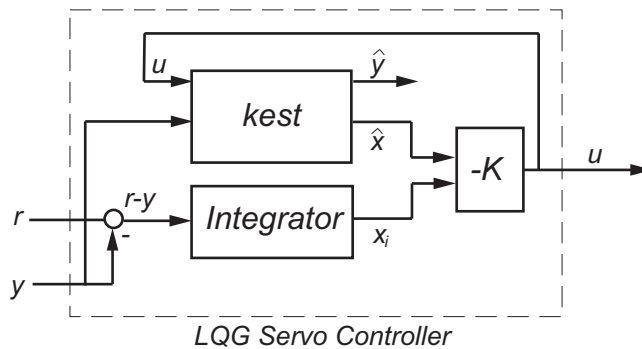 u
ŷ
kest
x̂
-K
u
r
r-y
-
Integrator
xᵢ
y
LQG Servo Controller